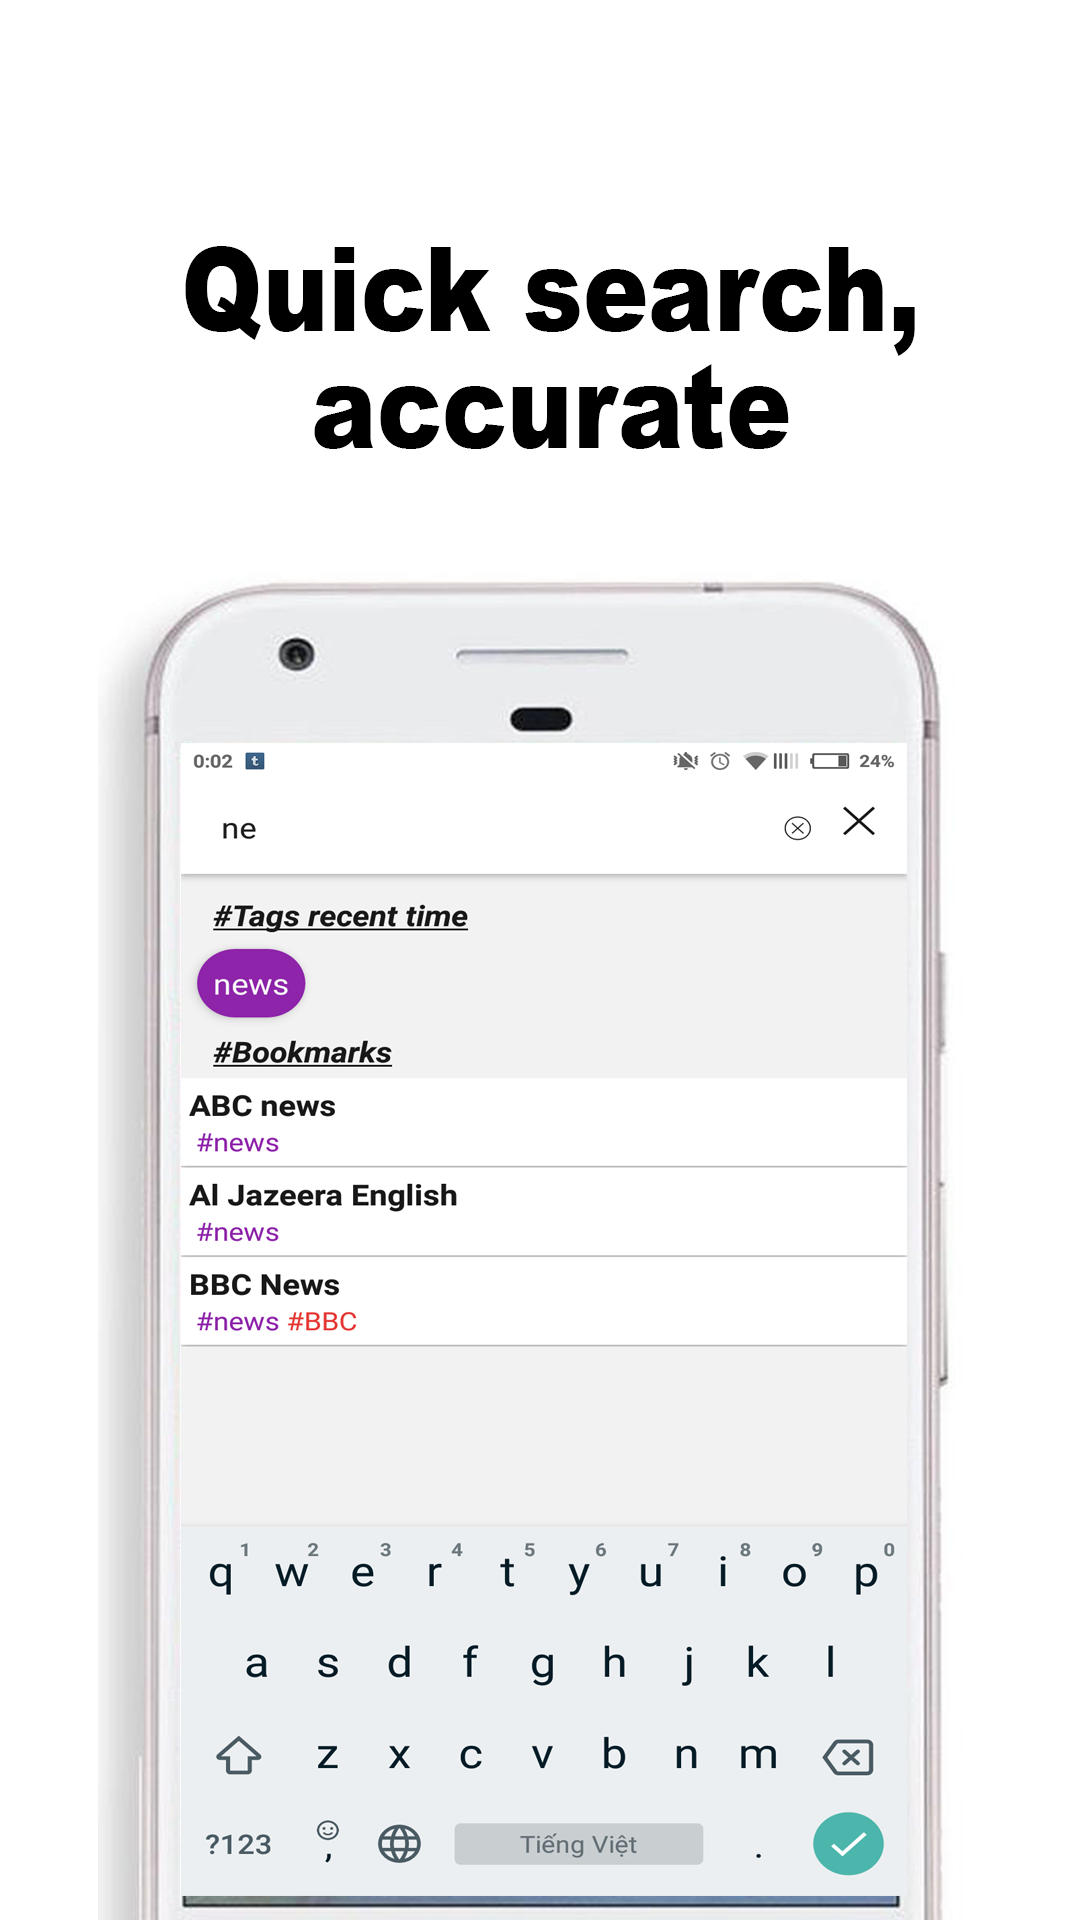 Quick search,
accurate
0:02 t 24%
ne
#Tags recent time
news
#Bookmarks
ABC news
#news
Al Jazeera English
#news
BBC News
#news #BBC
1 2 3 4 5 6 7 8 9 0
q w e r t y u i o p
a s d f g h j k l
z x c v b n m
?123 , Tiếng Việt .